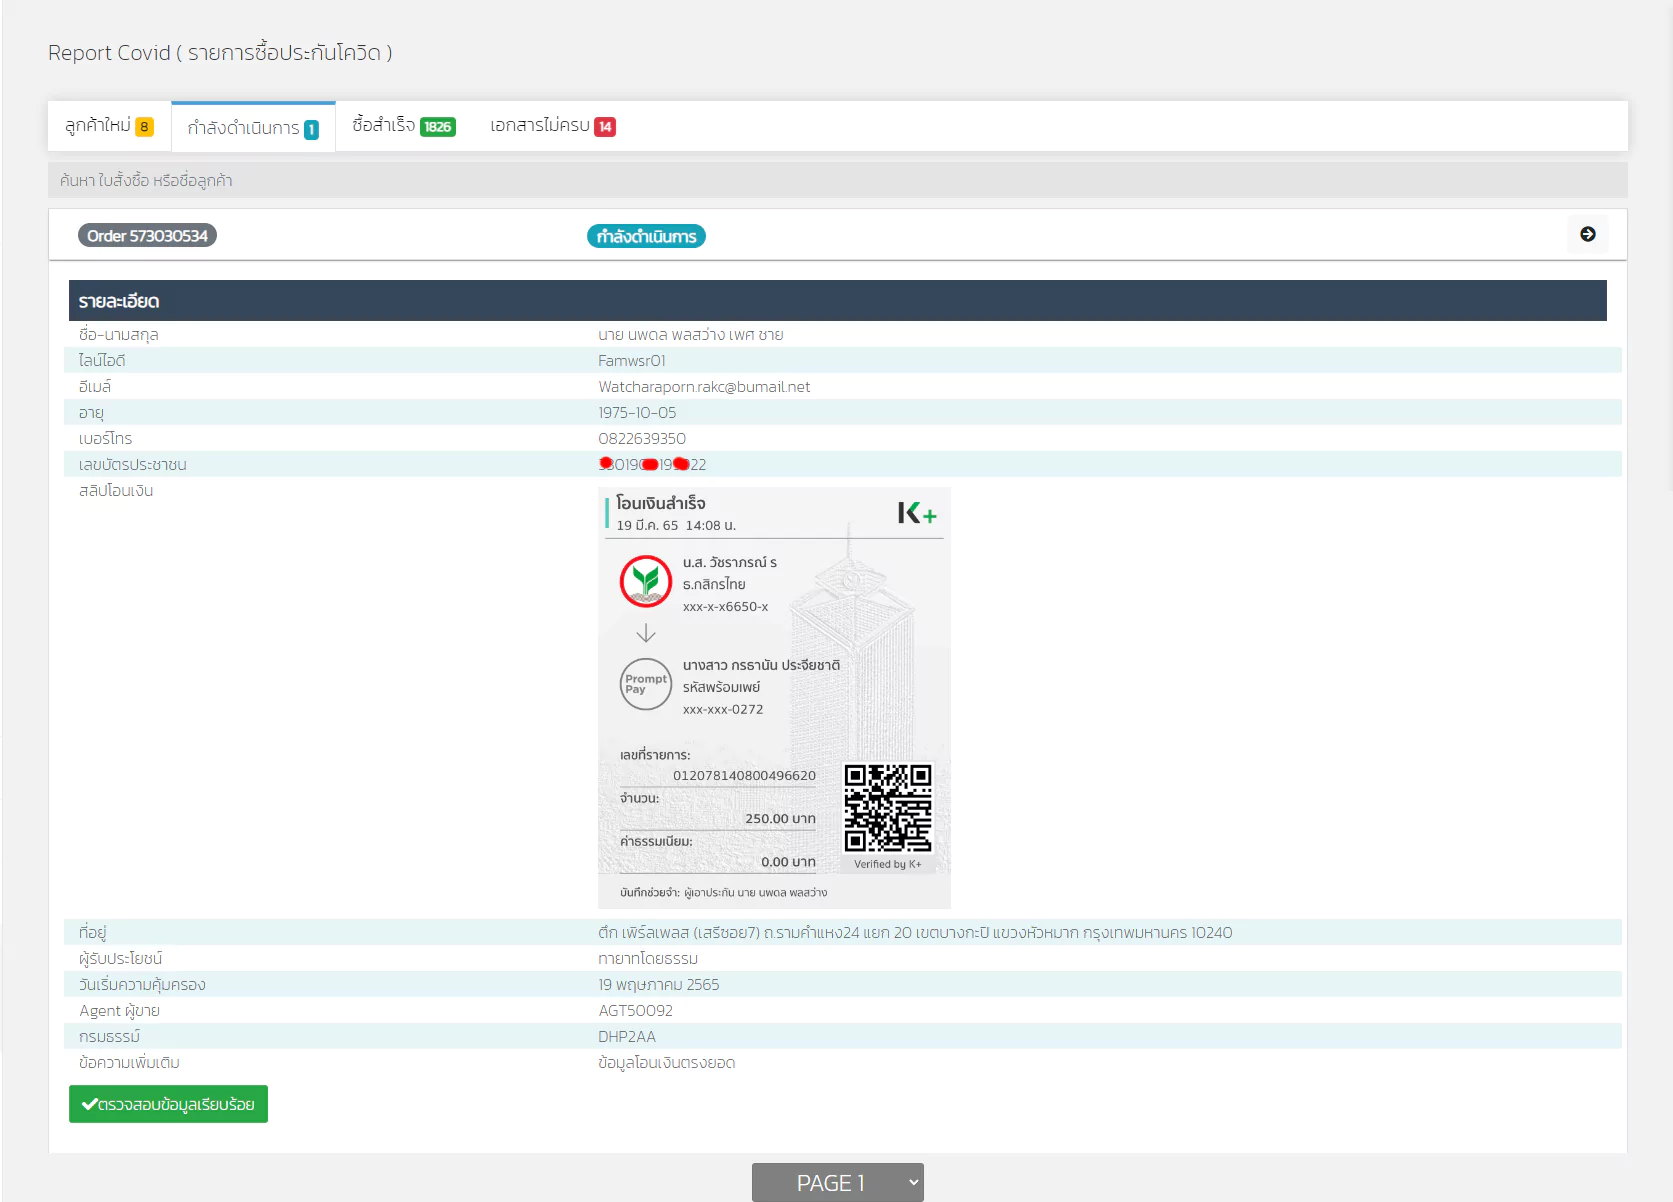 Report Covid ( รายการซื้อประกันโควิด )
ลูกค้าใหม่ 8 กำลังดำเนินการ 1 ซื้อสำเร็จ 1826 เอกสารไม่ครบ 14
ค้นหา ใบสั่งซื้อ หรือชื่อลูกค้า
Order 573030534 กำลังดำเนินการ
รายละเอียด
ชื่อ-นามสกุล นาย นพดล พลสว่าง เพศ ชาย
ไลน์ไอดี Famwsr01
อีเมล์ Watcharaporn.rakc@bumail.net
อายุ 1975-10-05
เบอร์โทร 0822639350
เลขบัตรประชาชน
สลิปโอนเงิน
โอนเงินสำเร็จ
19 มี.ค. 65 14:08 น.
K+
น.ส. วัชราภรณ์ ร
ธ.กสิกรไทย
xxx-x-x6650-x
Prompt Pay
นางสาว กรธานัน ประจียชาติ
รหัสพร้อมเพย์
xxx-xxx-0272
เลขที่รายการ:
012078140800496620
จำนวน:
250.00 บาท
ค่าธรรมเนียม:
0.00 บาท
Verified by K+
บันทึกช่วยจำ: ผู้เอาประกัน นาย นพดล พลสว่าง
ที่อยู่ ตึก เพิร์ลเพลส (เสรีซอย7) ถ.รามคำแหง24 แยก 20 เขตบางกะปิ แขวงหัวหมาก กรุงเทพมหานคร 10240
ผู้รับประโยชน์ ทายาทโดยธรรม
วันเริ่มความคุ้มครอง 19 พฤษภาคม 2565
Agent ผู้ขาย AGT50092
กรมธรรม์ DHP2AA
ข้อความเพิ่มเติม ข้อมูลโอนเงินตรงยอด
ตรวจสอบข้อมูลเรียบร้อย
PAGE 1